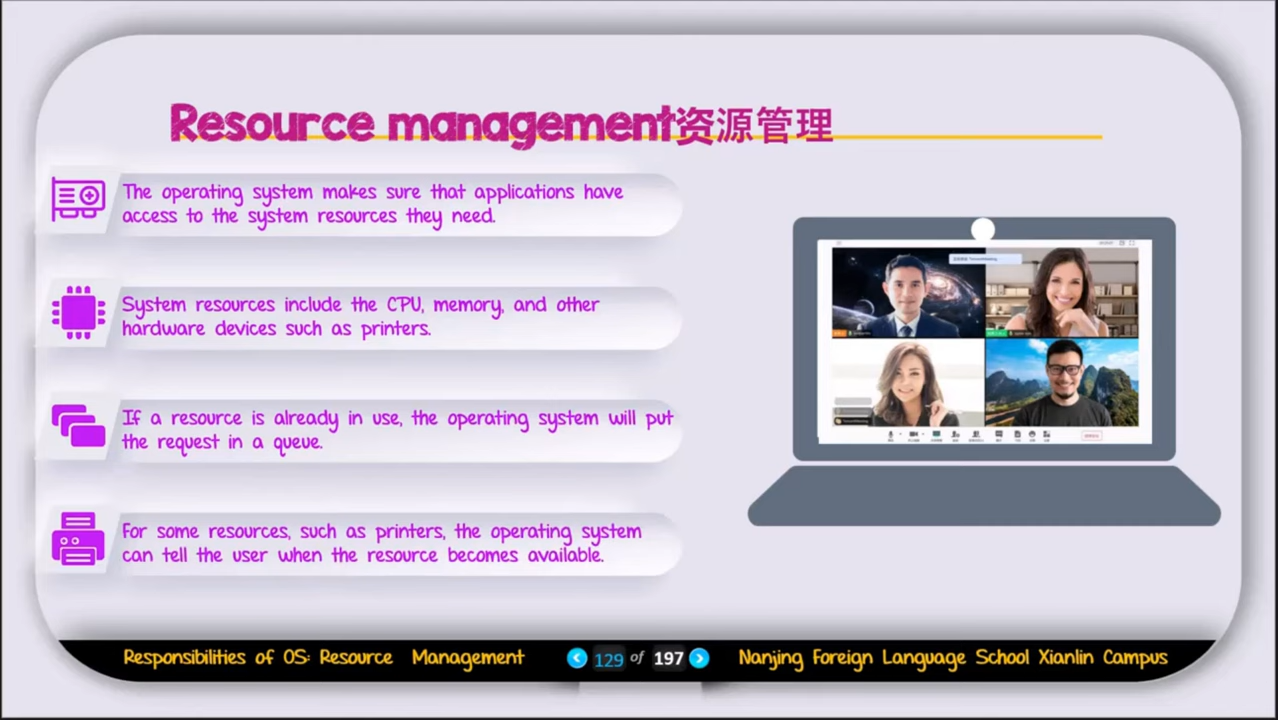 Resource management资源管理
The operating system makes sure that applications have
access to the system resources they need.
System resources include the CPU, memory, and other
hardware devices such as printers.
If a resource is already in use, the operating system will put
the request in a queue.
For some resources, such as printers, the operating system
can tell the user when the resource becomes available.
Responsibilities of OS: Resource Management
129 of 197
Nanjing Foreign Language School Xianlin Campus